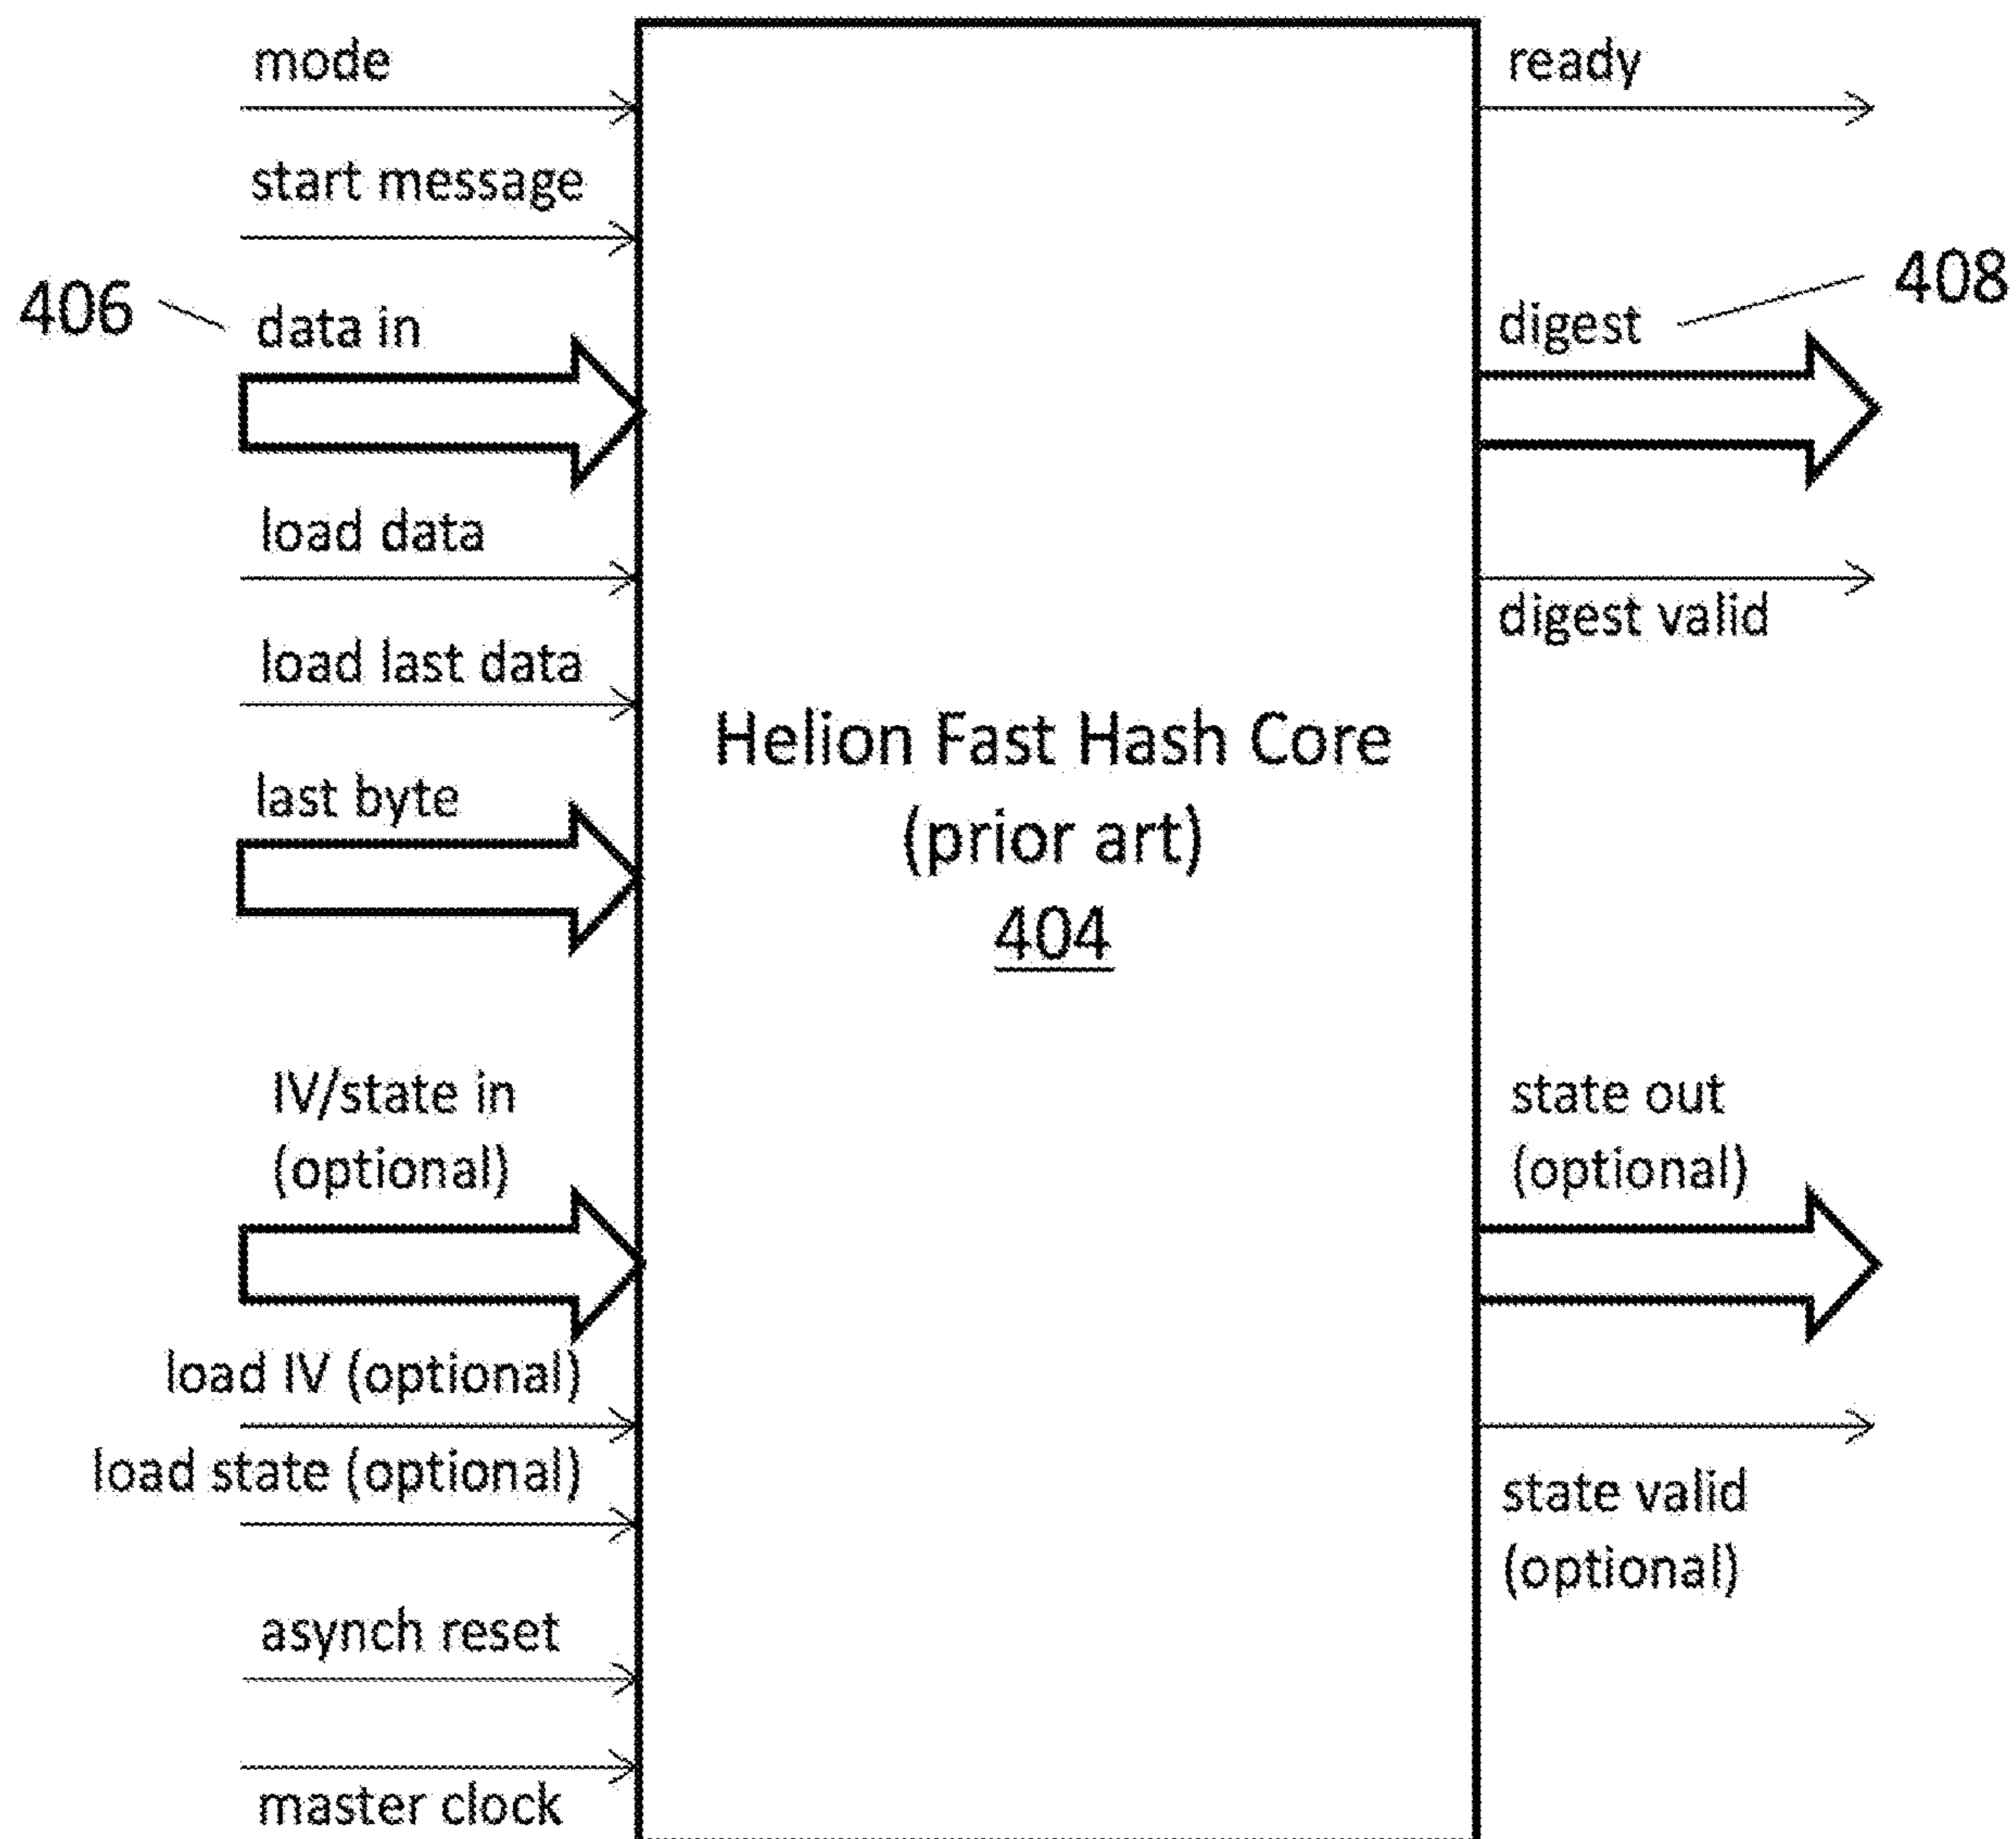 mode
start message
406
data in
load data
load last data
last byte
IV/state in
(optional)
load IV (optional)
load state (optional)
asynch reset
master clock
Helion Fast Hash Core
(prior art)
404
ready
408
digest
digest valid
state out
(optional)
state valid
(optional)